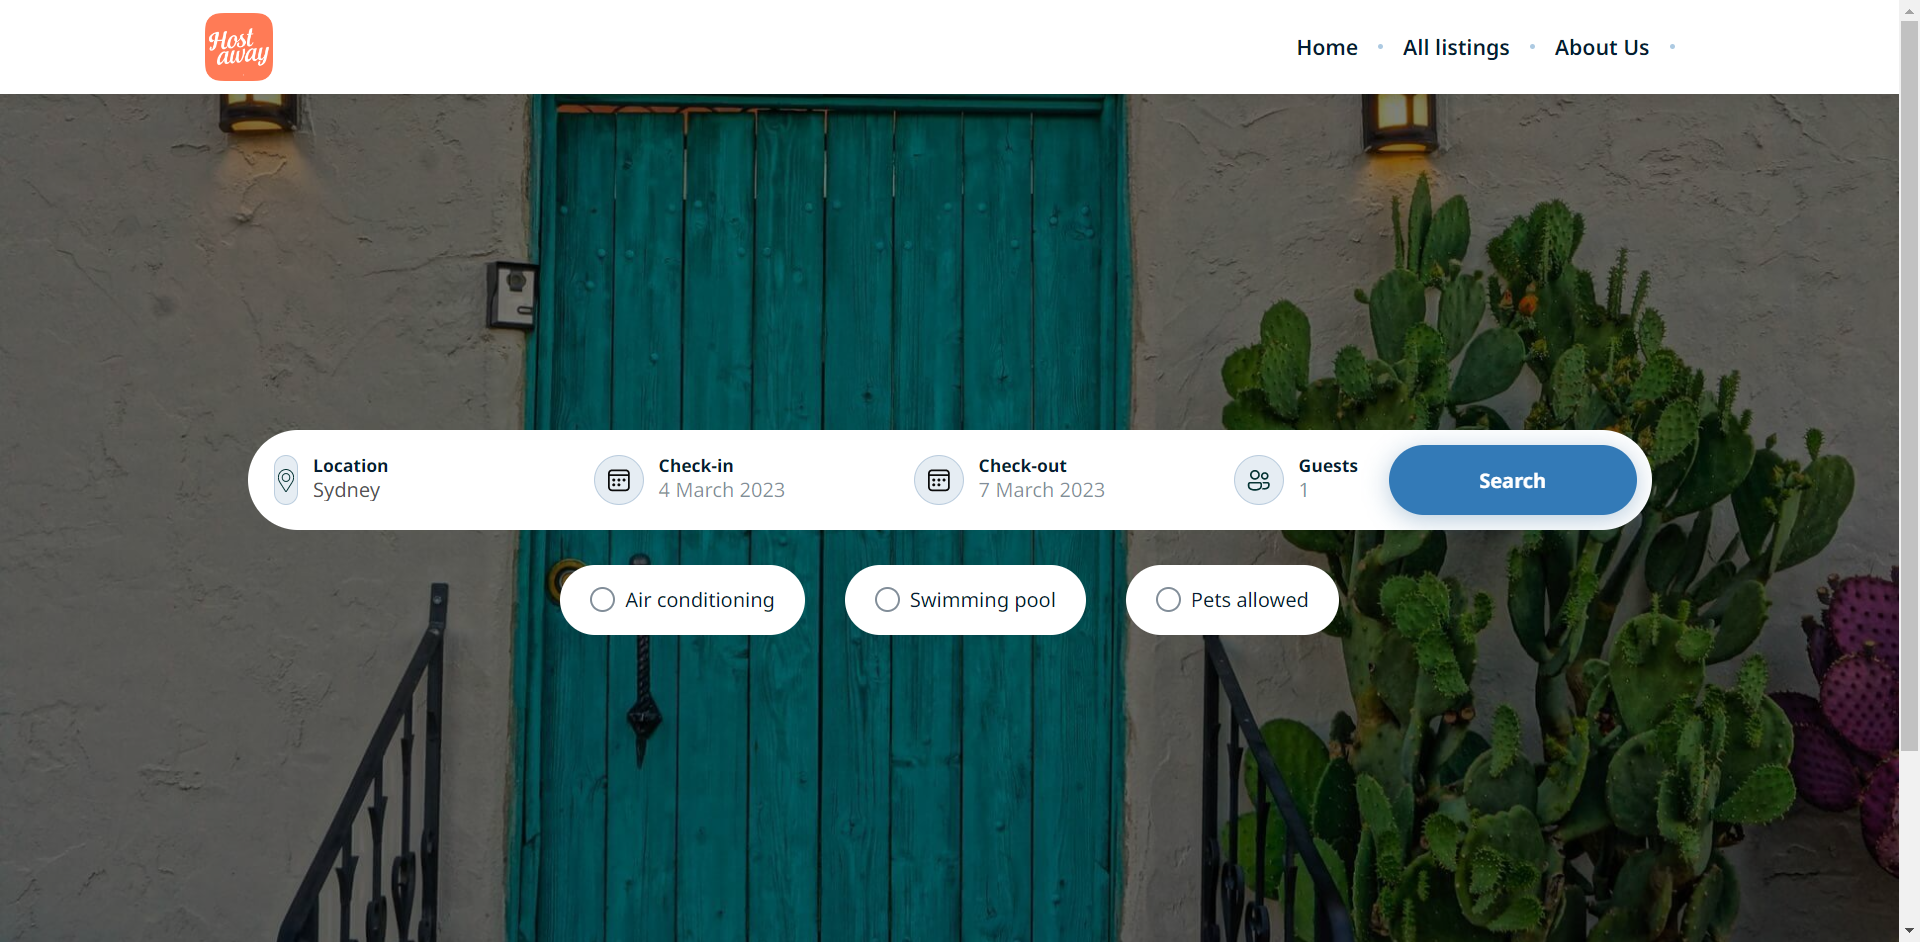 Host
away
Home
All listings
About Us
Location
Sydney
Check-in
4 March 2023
Check-out
7 March 2023
Guests
1
Search
Air conditioning
Swimming pool
Pets allowed